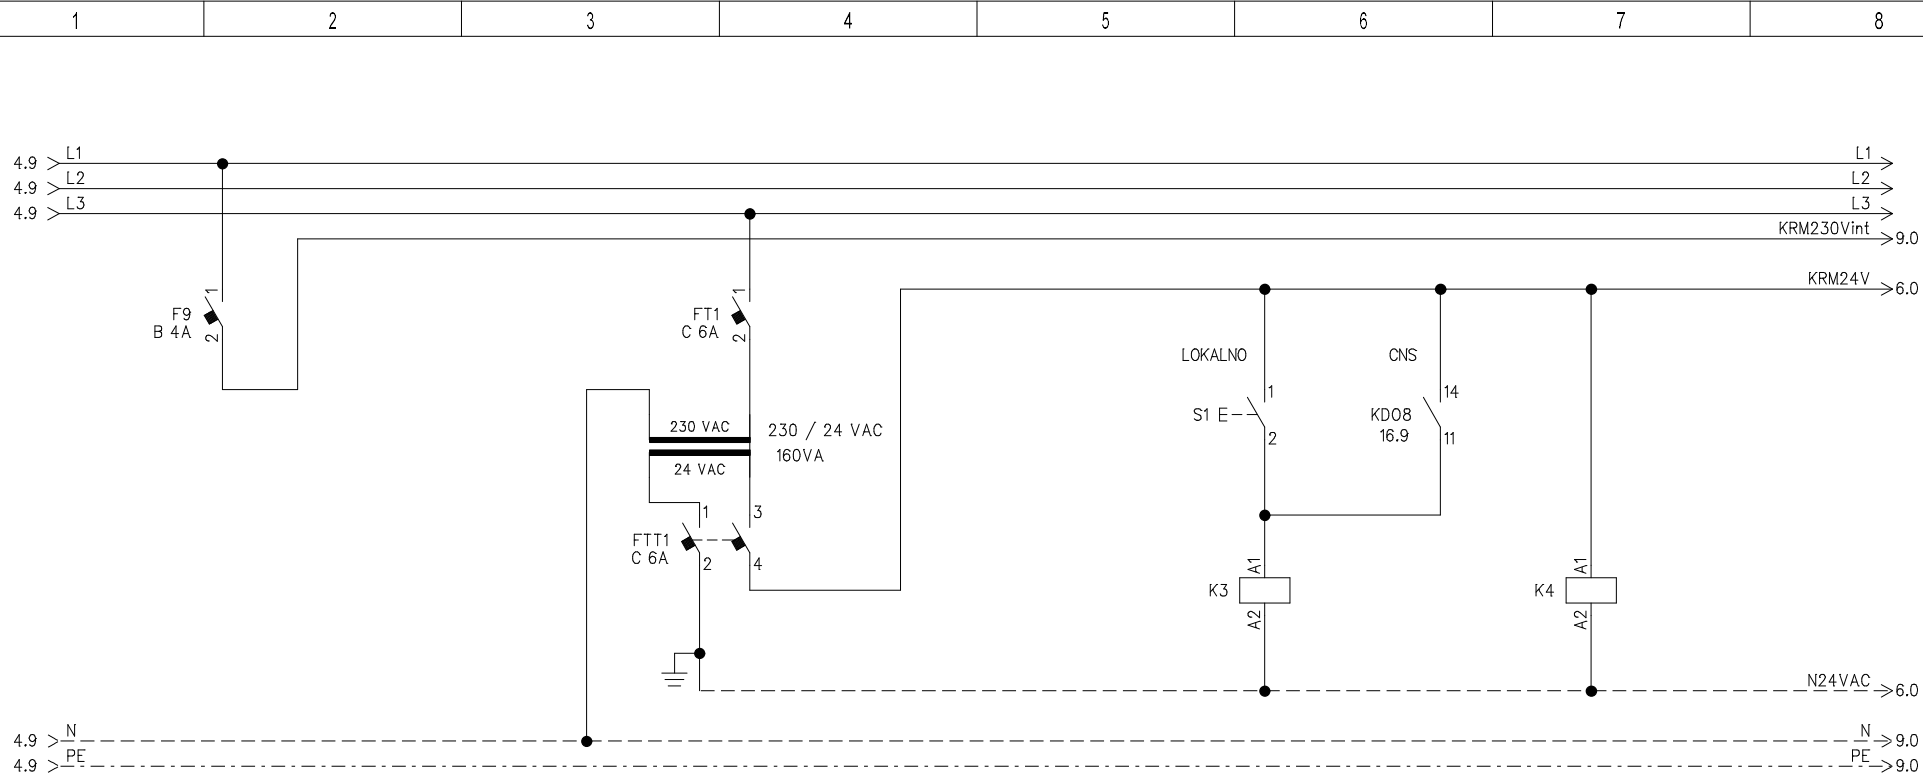 1 2 3 4 5 6 7 8
4.9 L1 L1
4.9 L2 L2
4.9 L3 L3
KRM230Vint 9.0
KRM24V 6.0
1
F9
B 4A
2
1
FT1
C 6A
2
LOKALNO CNS
1 14
S1 E KD08
16.9
2 11
230 VAC
24 VAC
230 / 24 VAC
160VA
1 3
FTT1
C 6A
2 4
A1 A1
K3 K4
A2 A2
N24VAC 6.0
4.9 N N 9.0
4.9 PE PE 9.0